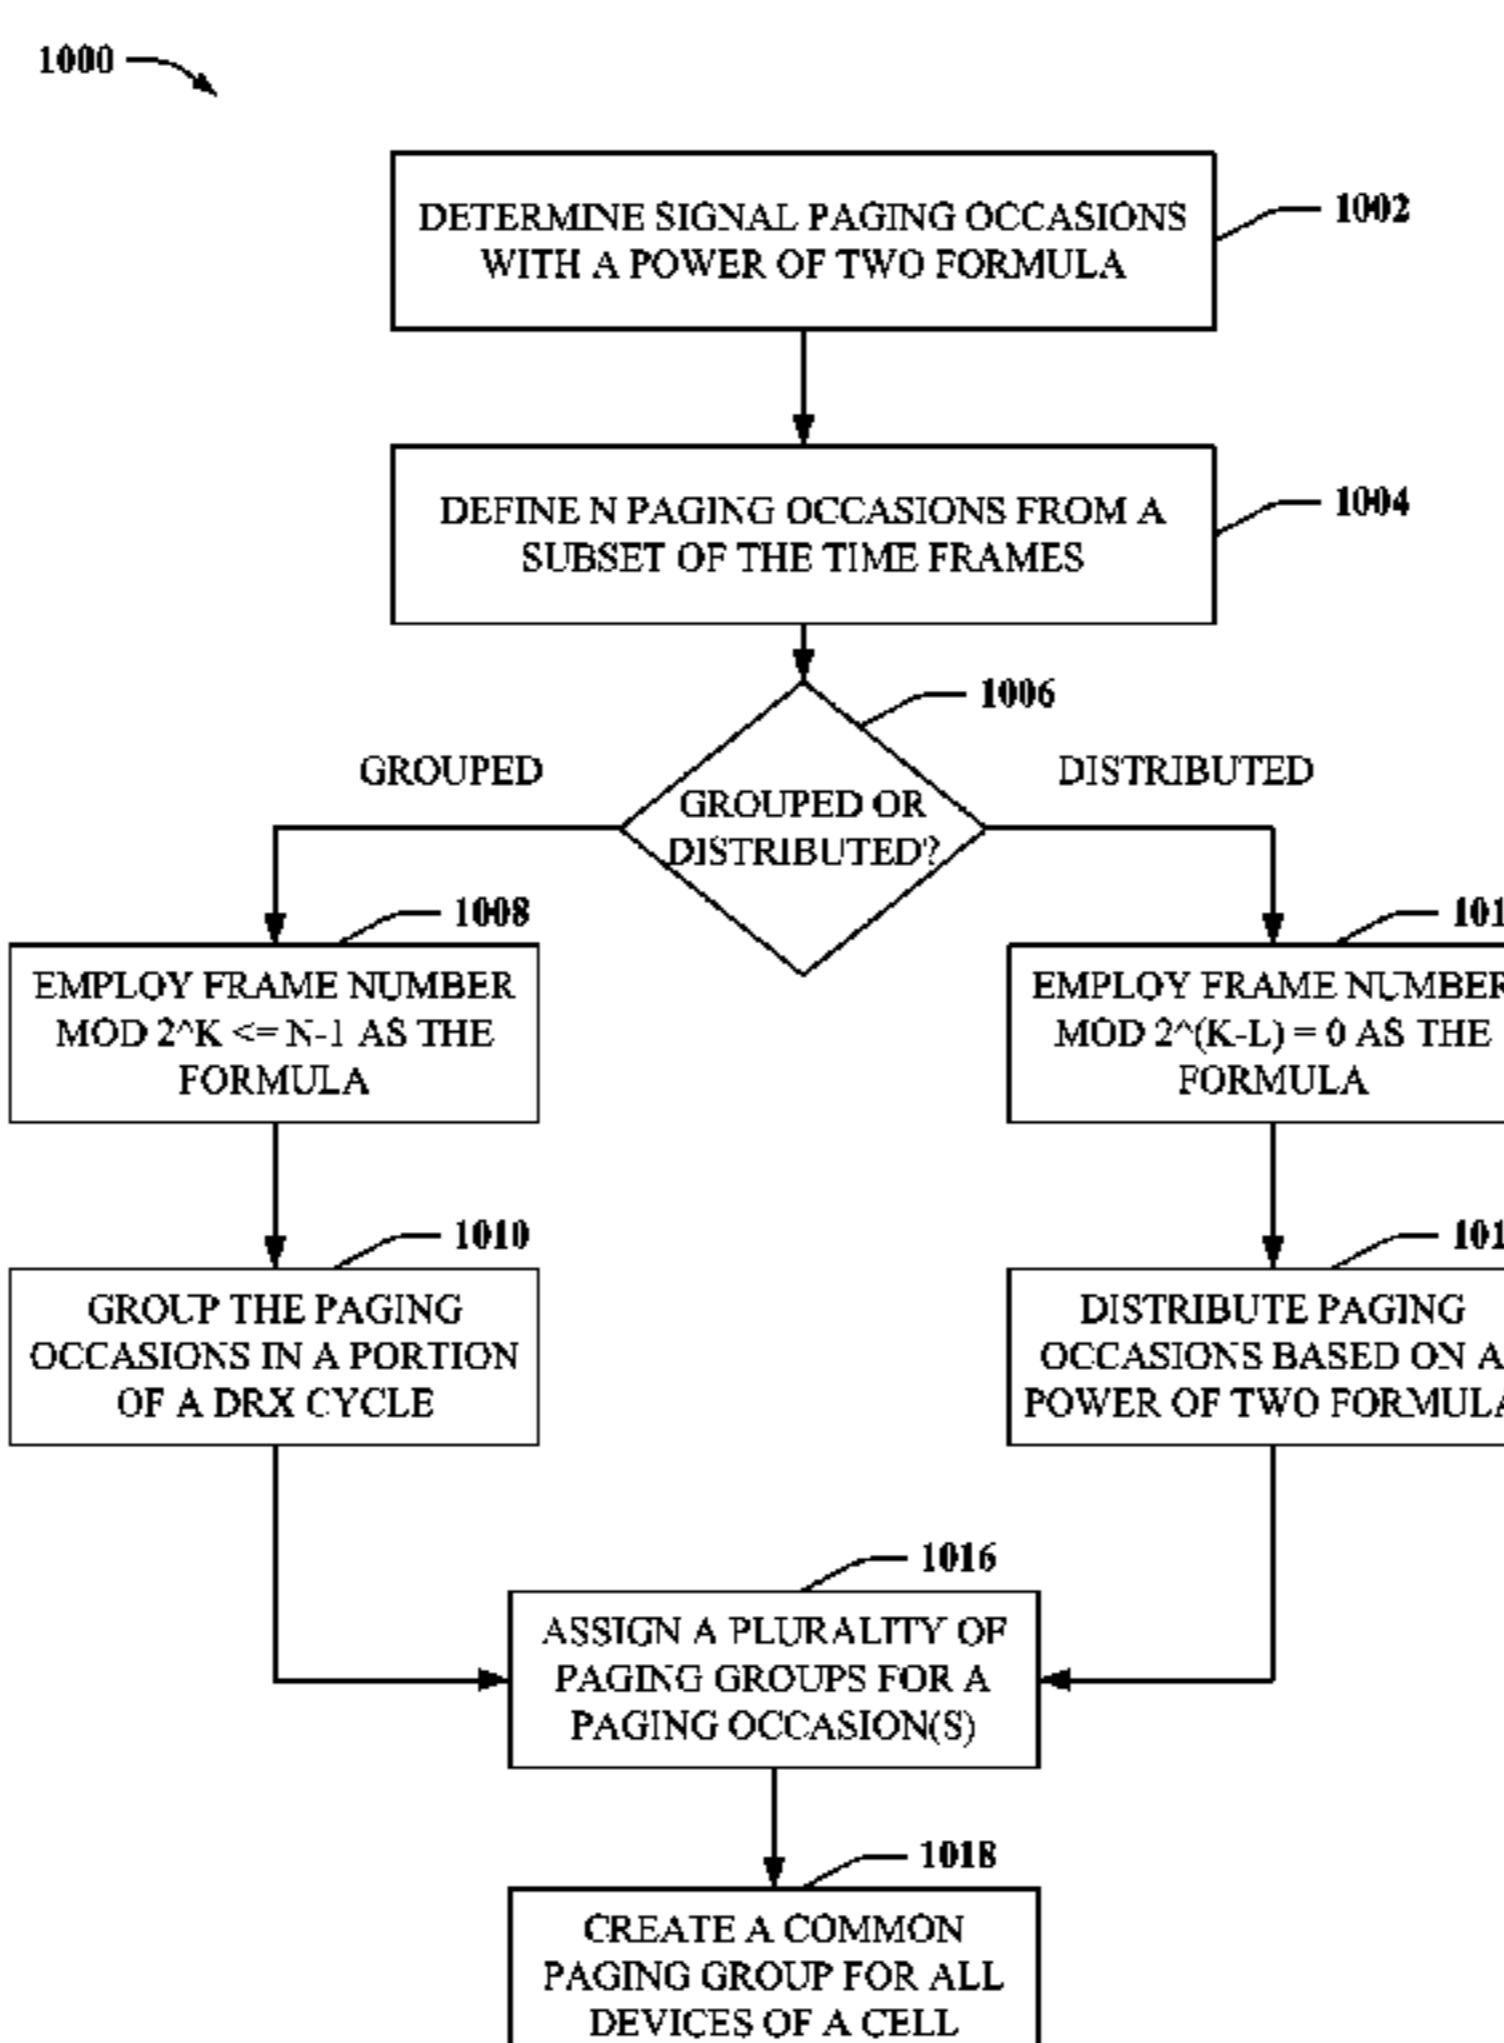 1000
DETERMINE SIGNAL PAGING OCCASIONS
WITH A POWER OF TWO FORMULA
1002
DEFINE N PAGING OCCASIONS FROM A
SUBSET OF THE TIME FRAMES
1004
1006
GROUPED
DISTRIBUTED
GROUPED OR
DISTRIBUTED?
1008
EMPLOY FRAME NUMBER
MOD 2^K <= N-1 AS THE
FORMULA
101
EMPLOY FRAME NUMBER
MOD 2^(K-L) = 0 AS THE
FORMULA
1010
GROUP THE PAGING
OCCASIONS IN A PORTION
OF A DRX CYCLE
101
DISTRIBUTE PAGING
OCCASIONS BASED ON A
POWER OF TWO FORMULA
1016
ASSIGN A PLURALITY OF
PAGING GROUPS FOR A
PAGING OCCASION(S)
1018
CREATE A COMMON
PAGING GROUP FOR ALL
DEVICES OF A CELL